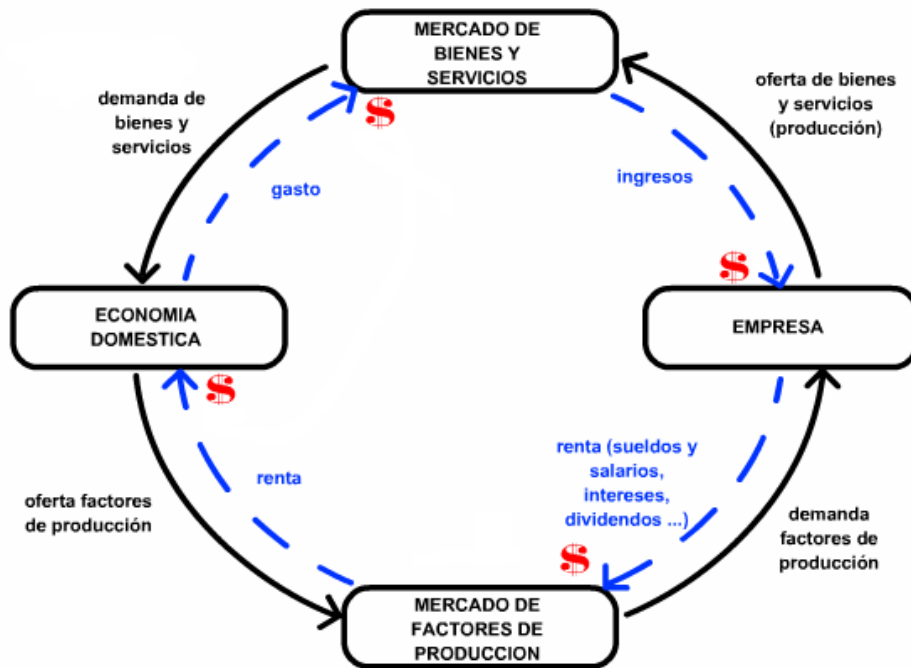 MERCADO DE
BIENES Y
SERVICIOS
demanda de
bienes y
servicios
oferta de bienes
y servicios
(producción)
$
gasto
ingresos
$
ECONOMIA
DOMESTICA
EMPRESA
$
renta
renta (sueldos y
salarios,
intereses,
dividendos ...)
oferta factores
de producción
demanda
factores de
producción
$
MERCADO DE
FACTORES DE
PRODUCCION